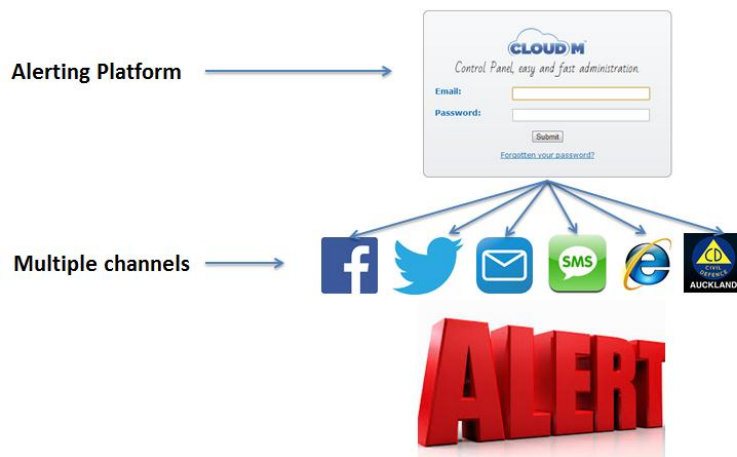 CLOUD M
Alerting Platform
Control Panel, easy and fast administration.
Email:
Password:
Submit
Forgotten your password?
Multiple channels
f
SMS
e
CD
CIVIL
DEFENCE
AUCKLAND
ALERT